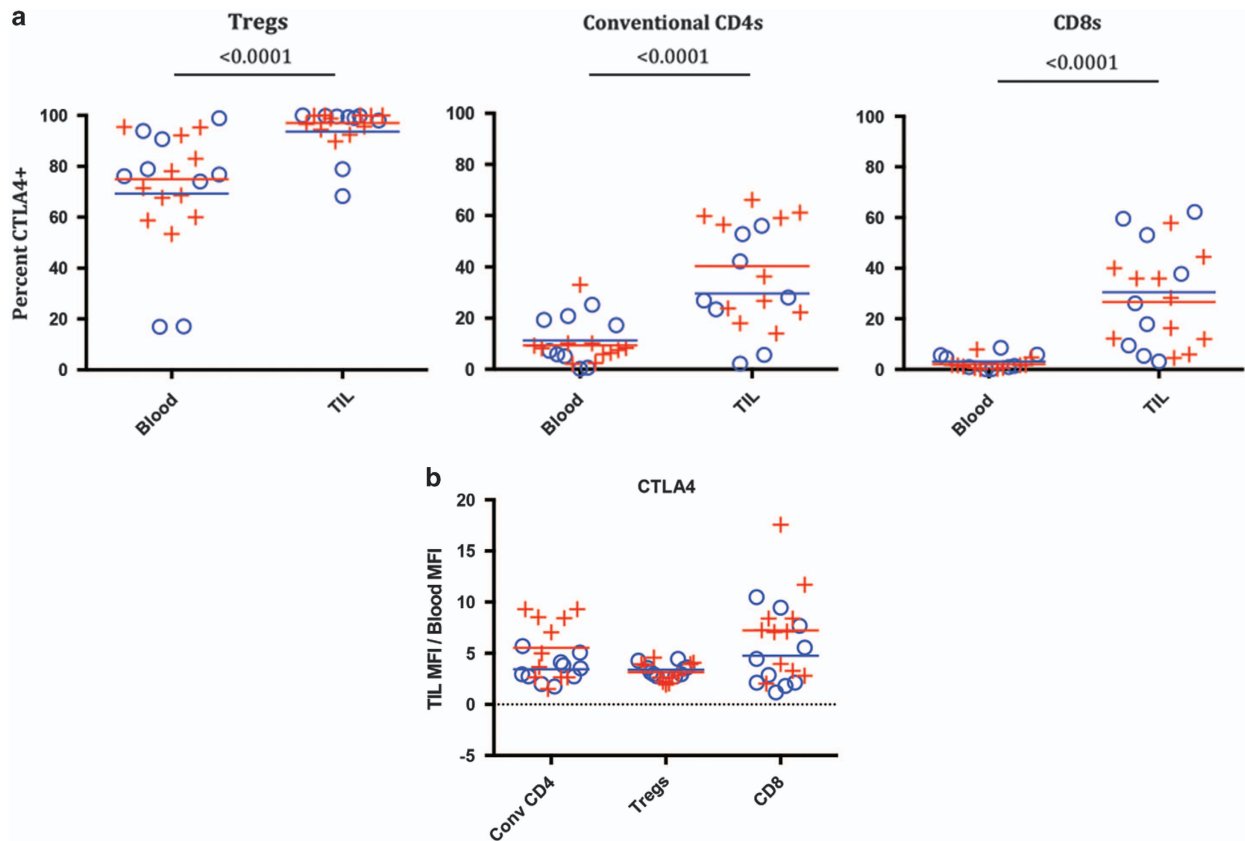 a
Tregs
<0.0001
Percent CTLA4+
100
80
60
40
20
0
Blood
TIL
Conventional CD4s
<0.0001
100
80
60
40
20
0
Blood
TIL
CD8s
<0.0001
100
80
60
40
20
0
Blood
TIL
b
CTLA4
TIL MFI / Blood MFI
20
15
10
5
0
-5
Conv CD4
Tregs
CD8